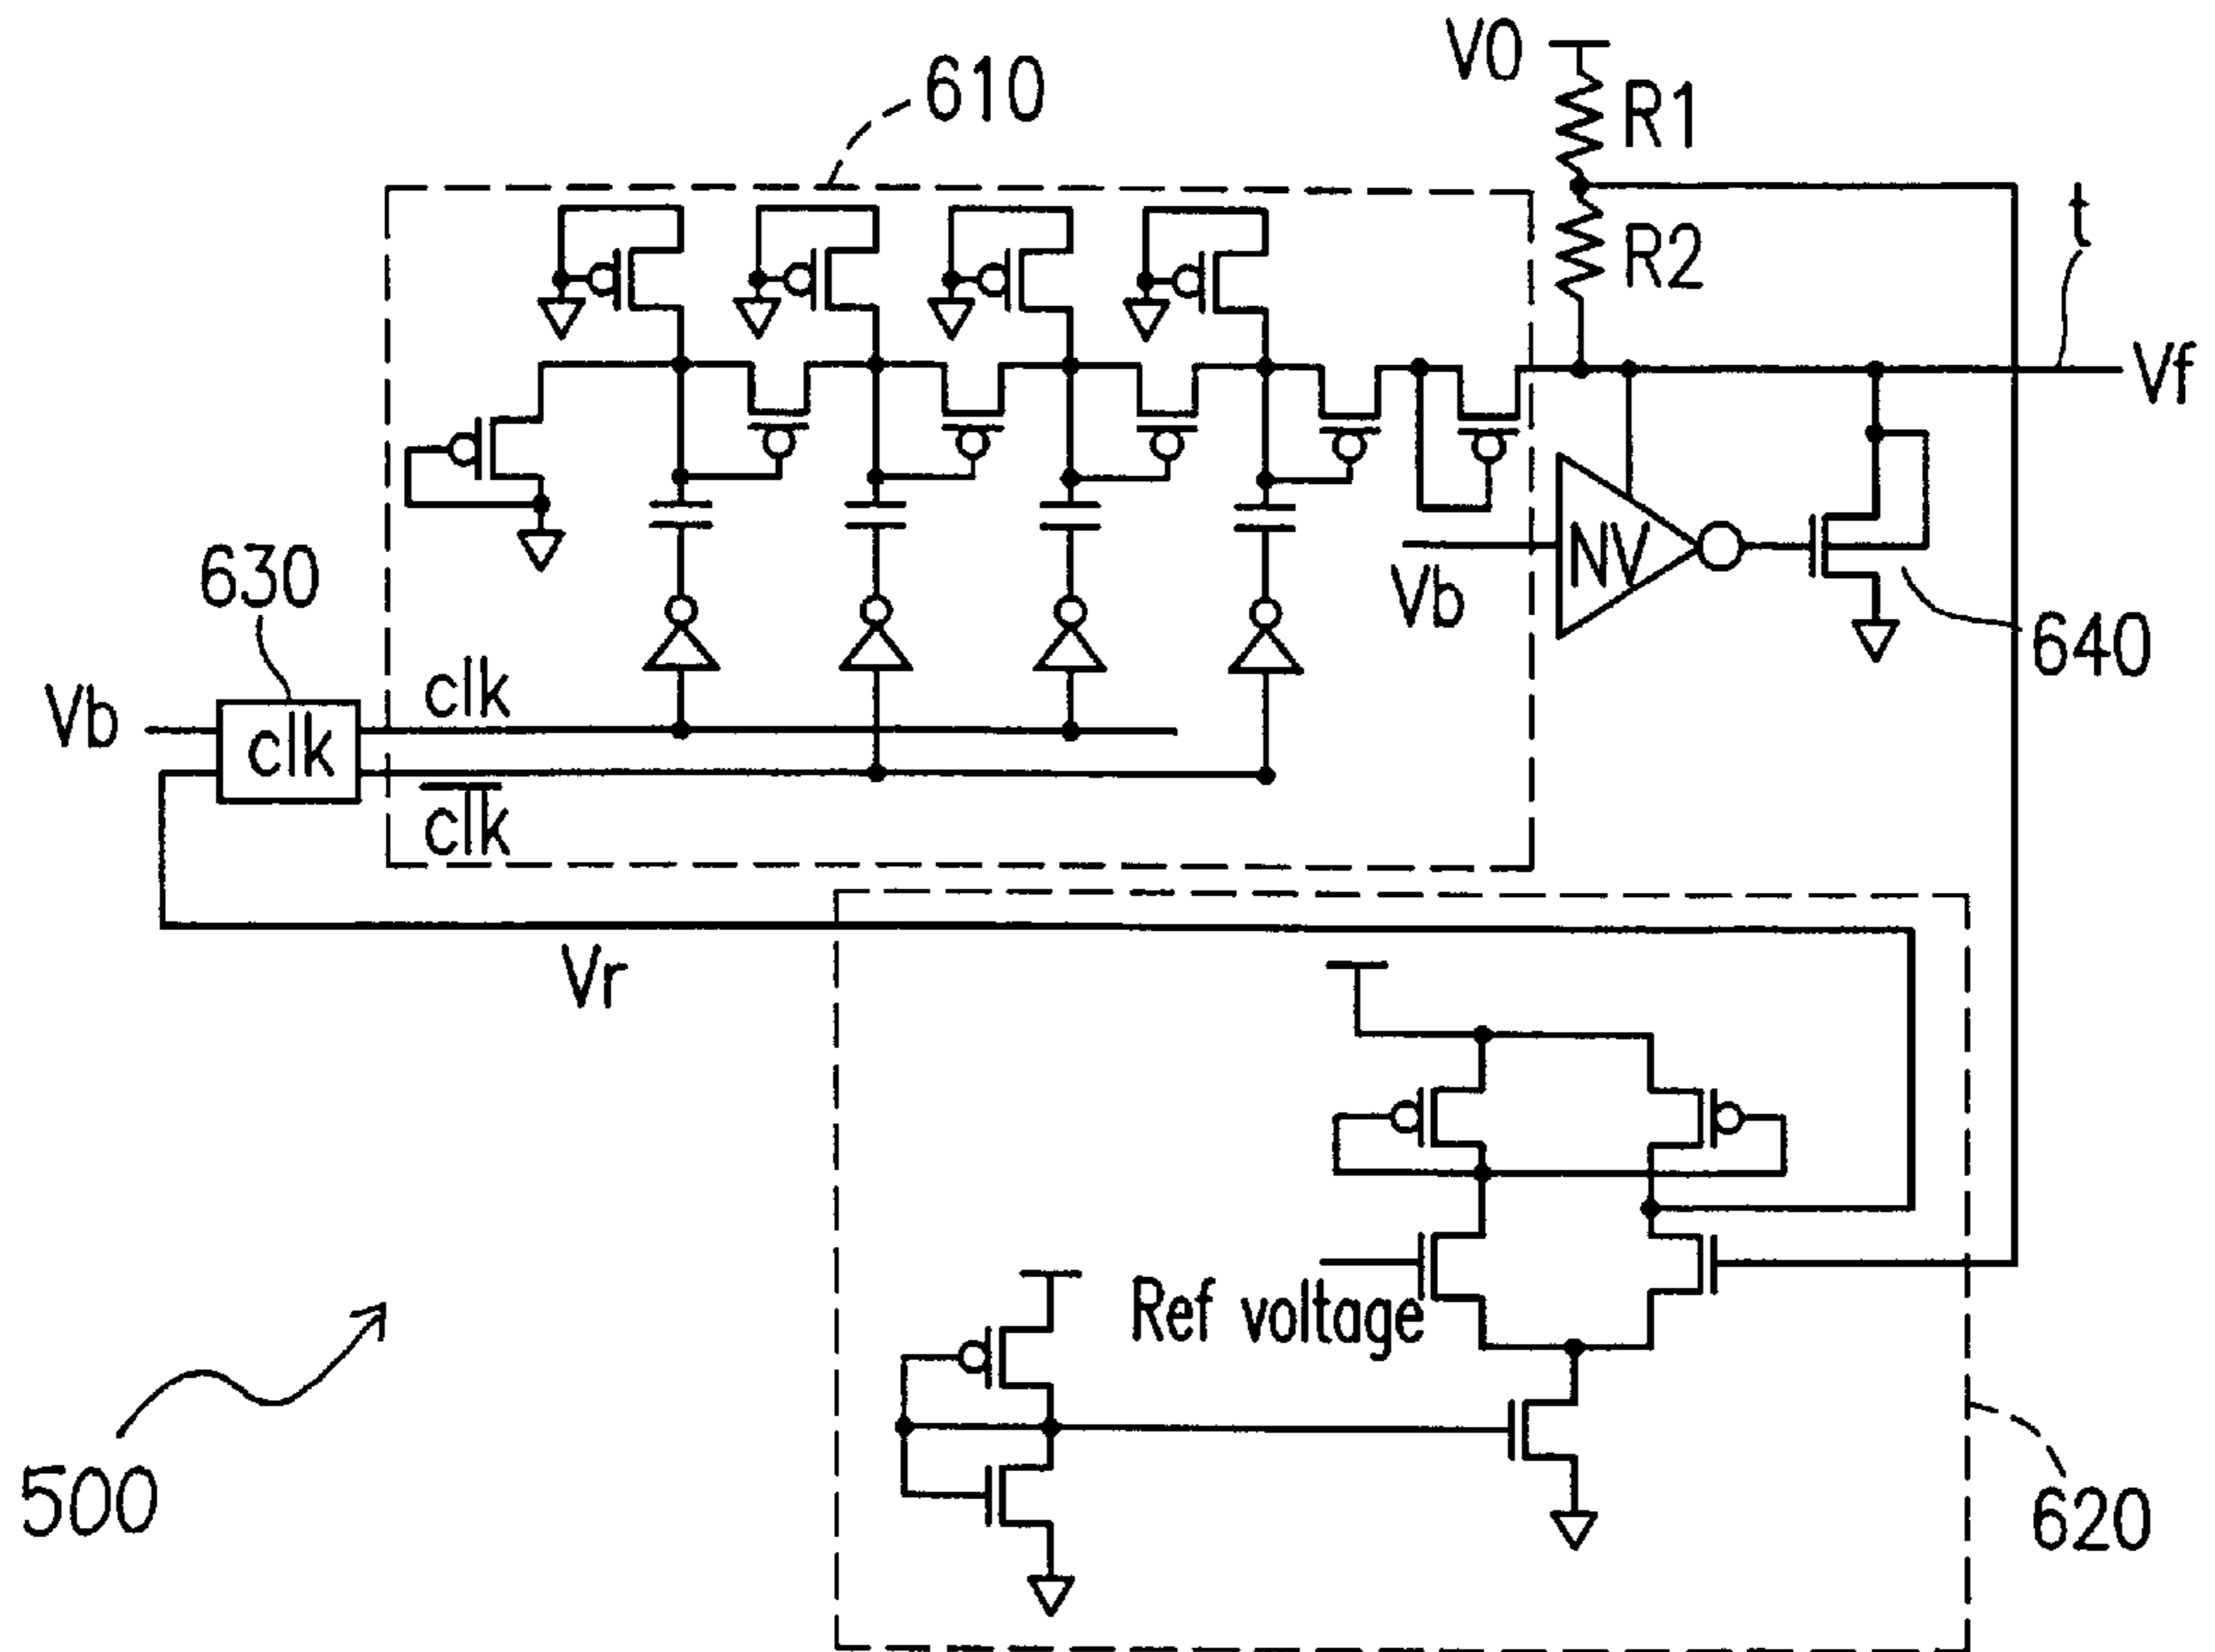 V0
610
R1
t
R2
Vf
NV
630
Vb
640
clk
Vb
clk
clk
Vr
Ref voltage
500
620